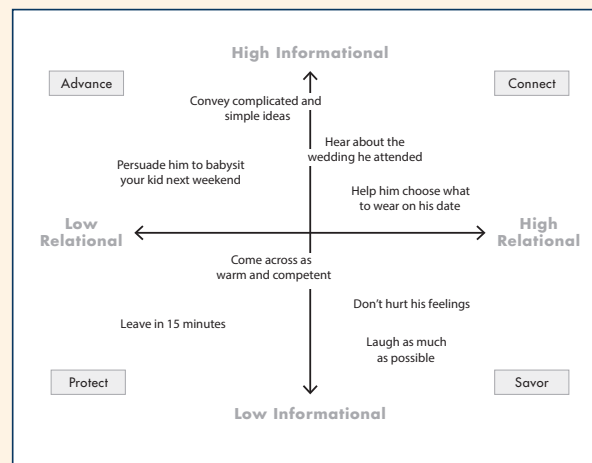 High Informational
Advance
Connect
Convey complicated and
simple ideas
Hear about the
wedding he attended
Persuade him to babysit
your kid next weekend
Help him choose what
to wear on his date
Low
Relational
High
Relational
Come across as
warm and competent
Don't hurt his feelings
Leave in 15 minutes
Laugh as much
as possible
Protect
Savor
Low Informational